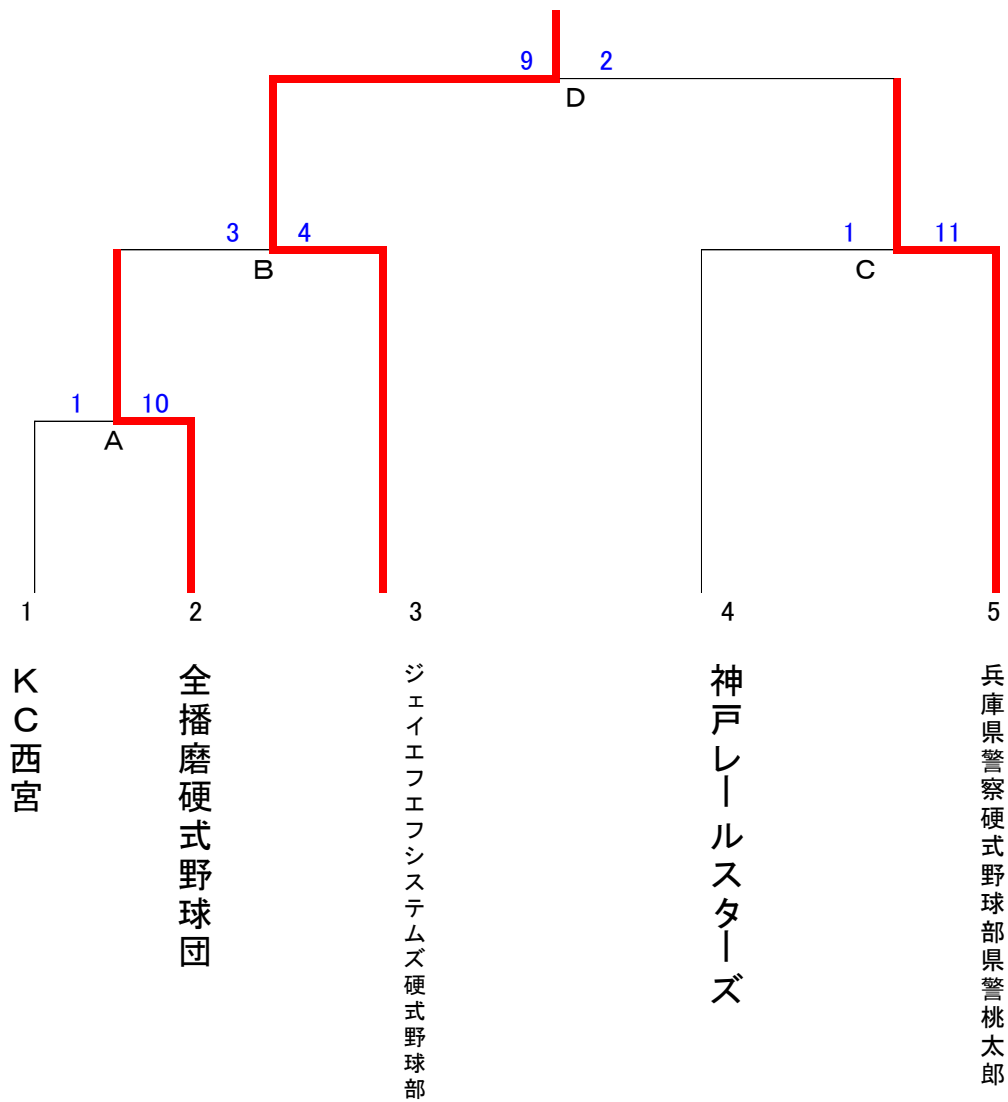 9 2
D
3 4
B
1 11
C
1 10
A
1 2 3 4 5
KC西宮
全播磨硬式野球団
ジェイエフエフシステムズ硬式野球部
神戸レールスターズ
兵庫県警察硬式野球部県警桃太郎